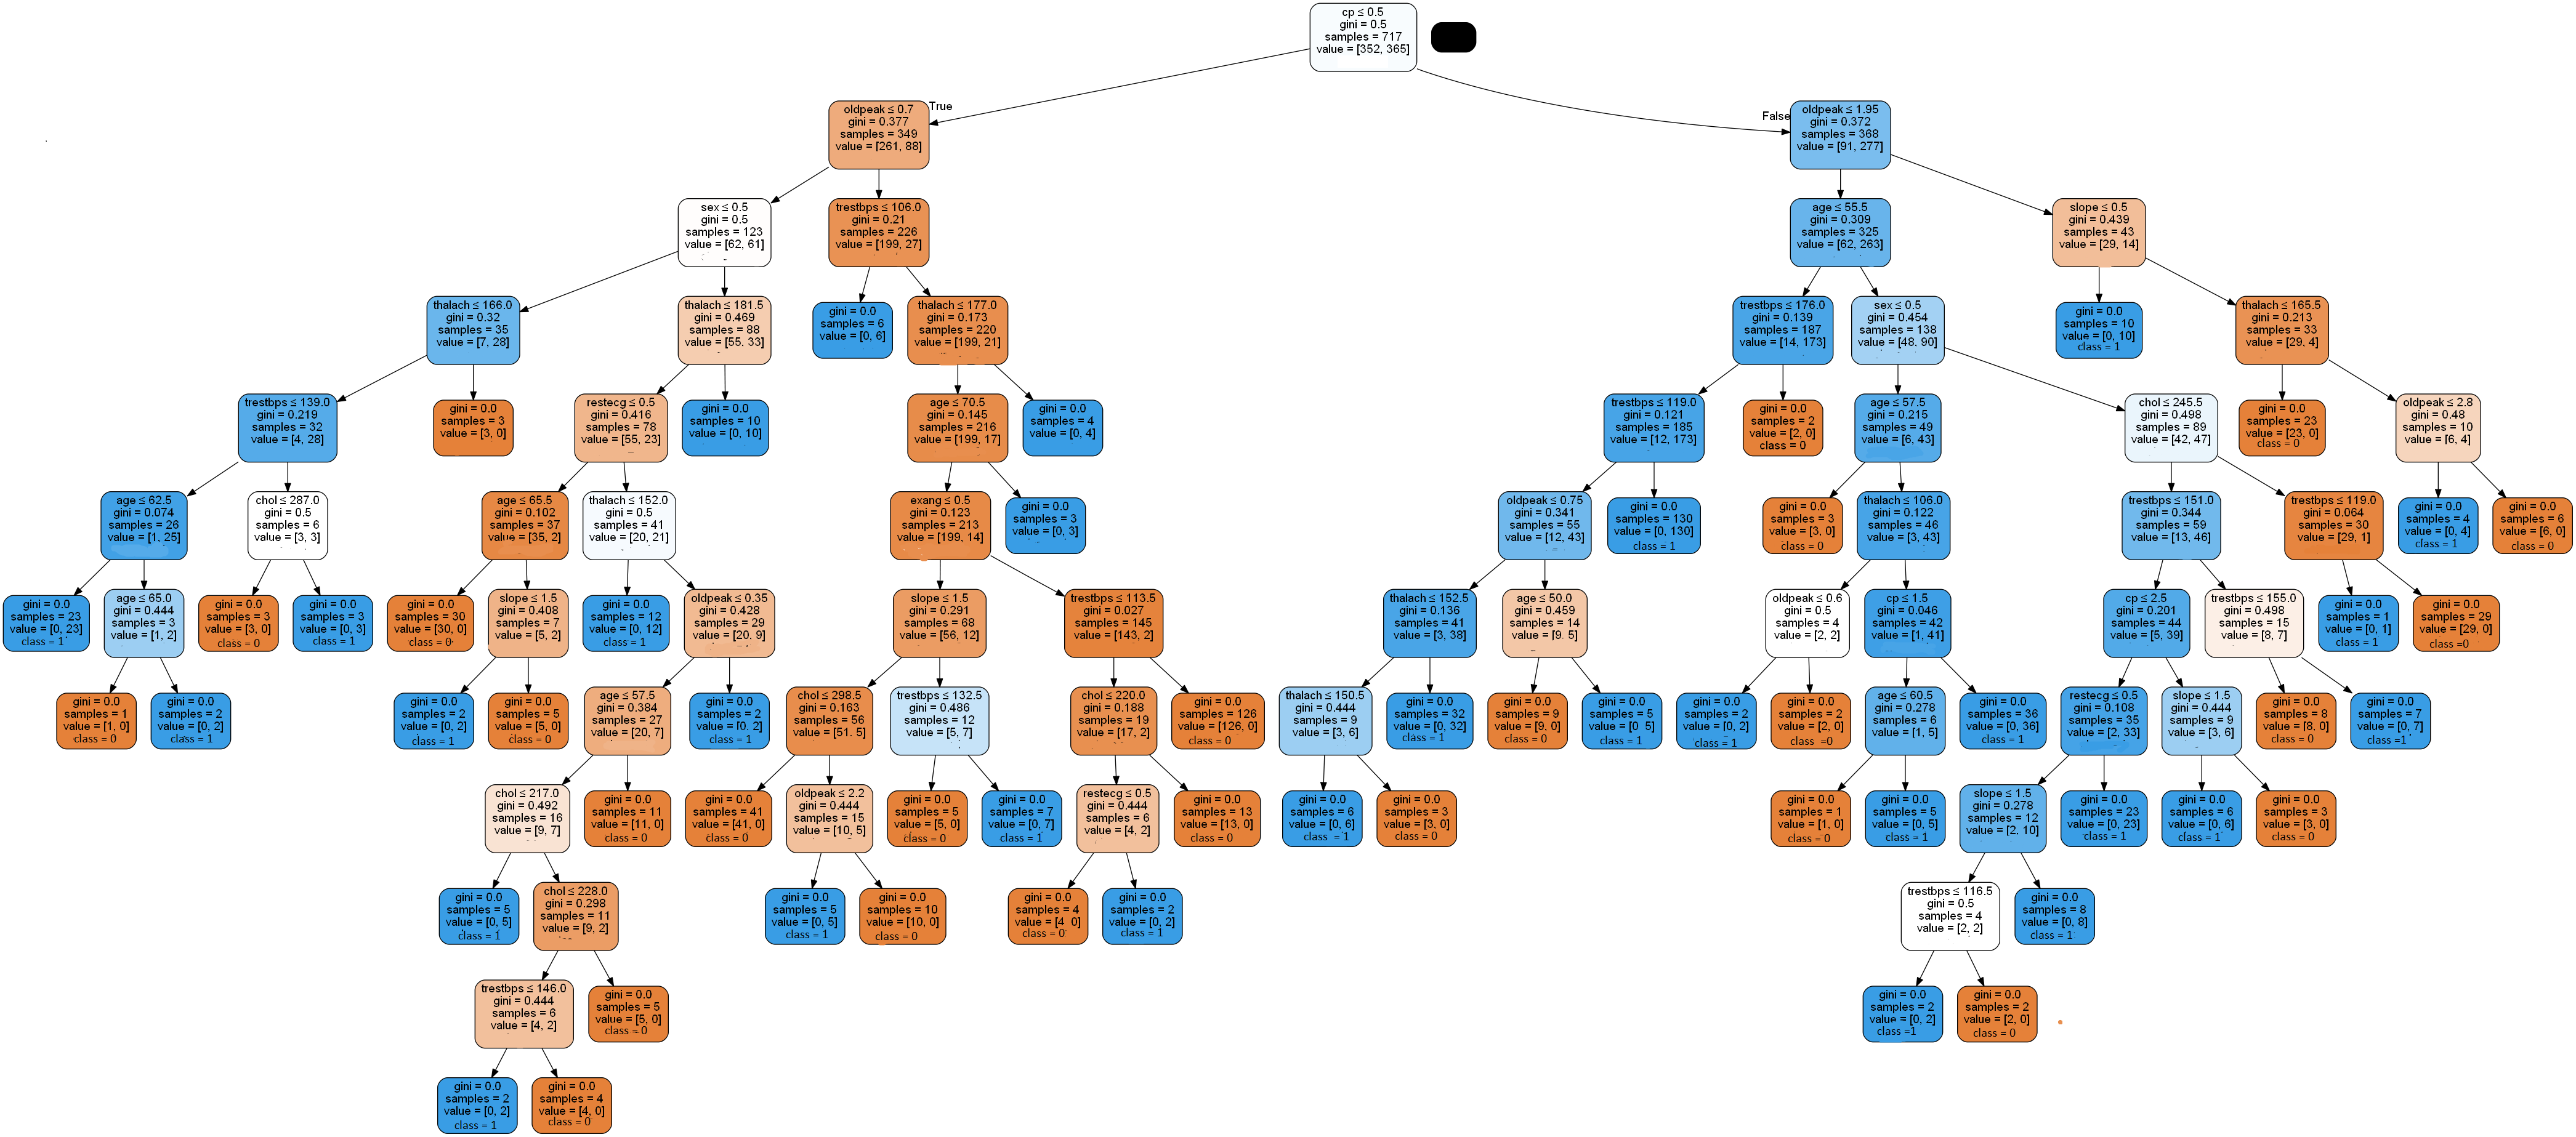 cp ≤ 0.5
gini = 0.5
samples = 717
value = [352, 365]
True
False
oldpeak ≤ 0.7
gini = 0.377
samples = 349
value = [261, 88]
oldpeak ≤ 1.95
gini = 0.372
samples = 368
value = [91, 277]
sex ≤ 0.5
gini = 0.5
samples = 123
value = [62, 61]
trestbps ≤ 106.0
gini = 0.21
samples = 226
value = [199, 27]
age ≤ 55.5
gini = 0.309
samples = 325
value = [62, 263]
slope ≤ 0.5
gini = 0.439
samples = 43
value = [29, 14]
thalach ≤ 166.0
gini = 0.32
samples = 35
value = [7, 28]
thalach ≤ 181.5
gini = 0.469
samples = 88
value = [55, 33]
gini = 0.0
samples = 6
value = [0, 6]
thalach ≤ 177.0
gini = 0.173
samples = 220
value = [199, 21]
trestbps ≤ 176.0
gini = 0.139
samples = 187
value = [14, 173]
sex ≤ 0.5
gini = 0.454
samples = 138
value = [48, 90]
gini = 0.0
samples = 10
value = [0, 10]
class = 1
thalach ≤ 165.5
gini = 0.213
samples = 33
value = [29, 4]
trestbps ≤ 139.0
gini = 0.219
samples = 32
value = [4, 28]
gini = 0.0
samples = 3
value = [3, 0]
restecg ≤ 0.5
gini = 0.416
samples = 78
value = [55, 23]
gini = 0.0
samples = 10
value = [0, 10]
age ≤ 70.5
gini = 0.145
samples = 216
value = [199, 17]
gini = 0.0
samples = 4
value = [0, 4]
trestbps ≤ 119.0
gini = 0.121
samples = 185
value = [12, 173]
gini = 0.0
samples = 2
value = [2, 0]
class = 0
age ≤ 57.5
gini = 0.215
samples = 49
value = [6, 43]
chol ≤ 245.5
gini = 0.498
samples = 89
value = [42, 47]
gini = 0.0
samples = 23
value = [23, 0]
class = 0
oldpeak ≤ 2.8
gini = 0.48
samples = 10
value = [6, 4]
age ≤ 62.5
gini = 0.074
samples = 26
value = [1, 25]
chol ≤ 287.0
gini = 0.5
samples = 6
value = [3, 3]
age ≤ 65.5
gini = 0.102
samples = 37
value = [35, 2]
thalach ≤ 152.0
gini = 0.5
samples = 41
value = [20, 21]
exang ≤ 0.5
gini = 0.123
samples = 213
value = [199, 14]
gini = 0.0
samples = 3
value = [0, 3]
oldpeak ≤ 0.75
gini = 0.341
samples = 55
value = [12, 43]
gini = 0.0
samples = 130
value = [0, 130]
class = 1
gini = 0.0
samples = 3
value = [3, 0]
class = 0
thalach ≤ 106.0
gini = 0.122
samples = 46
value = [3, 43]
trestbps ≤ 151.0
gini = 0.344
samples = 59
value = [13, 46]
trestbps ≤ 119.0
gini = 0.064
samples = 30
value = [29, 1]
gini = 0.0
samples = 4
value = [0, 4]
class = 1
gini = 0.0
samples = 6
value = [6, 0]
class = 0
gini = 0.0
samples = 23
value = [0, 23]
class = 1
age ≤ 65.0
gini = 0.444
samples = 3
value = [1, 2]
gini = 0.0
samples = 3
value = [3, 0]
class = 0
gini = 0.0
samples = 3
value = [0, 3]
class = 1
gini = 0.0
samples = 30
value = [30, 0]
class = 0
slope ≤ 1.5
gini = 0.408
samples = 7
value = [5, 2]
gini = 0.0
samples = 12
value = [0, 12]
class = 1
oldpeak ≤ 0.35
gini = 0.428
samples = 29
value = [20, 9]
slope ≤ 1.5
gini = 0.291
samples = 68
value = [56, 12]
trestbps ≤ 113.5
gini = 0.027
samples = 145
value = [143, 2]
thalach ≤ 152.5
gini = 0.136
samples = 41
value = [3, 38]
age ≤ 50.0
gini = 0.459
samples = 14
value = [9. 5]
oldpeak ≤ 0.6
gini = 0.5
samples = 4
value = [2, 2]
cp ≤ 1.5
gini = 0.046
samples = 42
value = [1, 41]
cp ≤ 2.5
gini = 0.201
samples = 44
value = [5, 39]
trestbps ≤ 155.0
gini = 0.498
samples = 15
value = [8, 7]
gini = 0.0
samples = 1
value = [0, 1]
class = 1
gini = 0.0
samples = 29
value = [29, 0]
class =0
gini = 0.0
samples = 1
value = [1, 0]
class = 0
gini = 0.0
samples = 2
value = [0, 2]
class = 1
gini = 0.0
samples = 2
value = [0, 2]
class = 1
gini = 0.0
samples = 5
value = [5, 0]
class = 0
age ≤ 57.5
gini = 0.384
samples = 27
value = [20, 7]
gini = 0.0
samples = 2
value = [0. 2]
class = 1
chol ≤ 298.5
gini = 0.163
samples = 56
value = [51. 5]
trestbps ≤ 132.5
gini = 0.486
samples = 12
value = [5, 7]
chol ≤ 220.0
gini = 0.188
samples = 19
value = [17, 2]
gini = 0.0
samples = 126
value = [126, 0]
class = 0
thalach ≤ 150.5
gini = 0.444
samples = 9
value = [3, 6]
gini = 0.0
samples = 32
value = [0, 32]
class = 1
gini = 0.0
samples = 9
value = [9, 0]
class = 0
gini = 0.0
samples = 5
value = [0 5]
class = 1
gini = 0.0
samples = 2
value = [0, 2]
class = 1
gini = 0.0
samples = 2
value = [2, 0]
class =0
age ≤ 60.5
gini = 0.278
samples = 6
value = [1, 5]
gini = 0.0
samples = 36
value = [0, 36]
class = 1
restecg ≤ 0.5
gini = 0.108
samples = 35
value = [2, 33]
slope ≤ 1.5
gini = 0.444
samples = 9
value = [3, 6]
gini = 0.0
samples = 8
value = [8. 0]
class = 0
gini = 0.0
samples = 7
value = [0, 7]
class =1
chol ≤ 217.0
gini = 0.492
samples = 16
value = [9, 7]
gini = 0.0
samples = 11
value = [11, 0]
class = 0
gini = 0.0
samples = 41
value = [41, 0]
class = 0
oldpeak ≤ 2.2
gini = 0.444
samples = 15
value = [10, 5]
gini = 0.0
samples = 5
value = [5, 0]
class = 0
gini = 0.0
samples = 7
value = [0, 7]
class = 1
restecg ≤ 0.5
gini = 0.444
samples = 6
value = [4, 2]
gini = 0.0
samples = 13
value = [13, 0]
class = 0
gini = 0.0
samples = 6
value = [0, 6]
class = 1
gini = 0.0
samples = 3
value = [3, 0]
class = 0
gini = 0.0
samples = 1
value = [1, 0]
class = 0
gini = 0.0
samples = 5
value = [0, 5]
class = 1
slope ≤ 1.5
gini = 0.278
samples = 12
value = [2, 10]
gini = 0.0
samples = 23
value = [0, 23]
class = 1
gini = 0.0
samples = 6
value = [0, 6]
class = 1
gini = 0.0
samples = 3
value = [3, 0]
class = 0
gini = 0.0
samples = 5
value = [0, 5]
class = 1
chol ≤ 228.0
gini = 0.298
samples = 11
value = [9, 2]
gini = 0.0
samples = 5
value = [0, 5]
class = 1
gini = 0.0
samples = 10
value = [10, 0]
class = 0
gini = 0.0
samples = 4
value = [4 0]
class = 0
gini = 0.0
samples = 2
value = [0, 2]
class = 1
trestbps ≤ 116.5
gini = 0.5
samples = 4
value = [2, 2]
gini = 0.0
samples = 8
value = [0, 8]
class = 1
trestbps ≤ 146.0
gini = 0.444
samples = 6
value = [4, 2]
gini = 0.0
samples = 5
value = [5, 0]
class = 0
gini = 0.0
samples = 2
value = [0, 2]
class =1
gini = 0.0
samples = 2
value = [2, 0]
class = 0
gini = 0.0
samples = 2
value = [0, 2]
class = 1
gini = 0.0
samples = 4
value = [4, 0]
class = 0